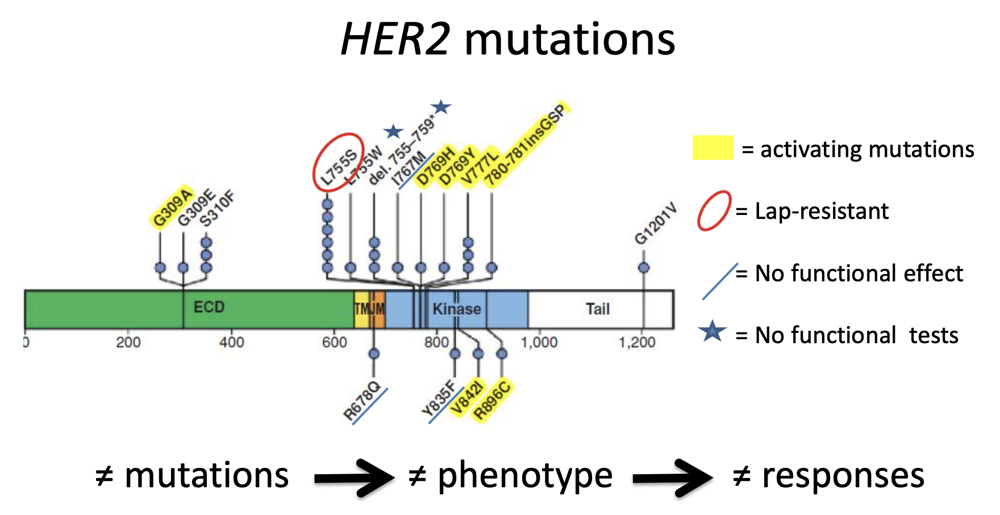 HER2 mutations
G309A
G309E
S310F
L755S
L755W
del. 755–759*
I767M
D769H
D769Y
V777L
780-781insGSP
G1201V
= activating mutations
= Lap-resistant
= No functional effect
= No functional tests
ECD
TM
JM
Kinase
Tail
0 200 400 600 800 1,000 1,200
R678Q
Y835F
V842I
R896C
≠ mutations ≠ phenotype ≠ responses